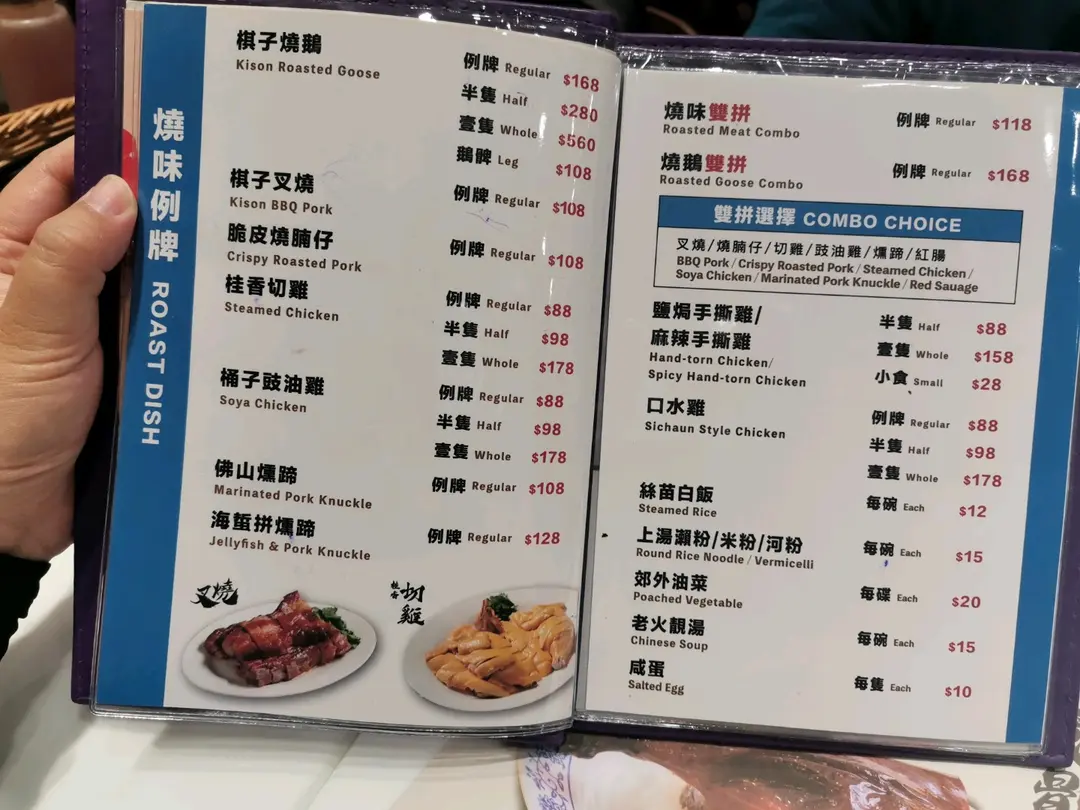 燒味例牌 ROAST DISH
棋子燒鵝
Kison Roasted Goose
例牌 Regular $168
半隻 Half $280
壹隻 Whole $560
鵝髀 Leg $108
棋子叉燒
Kison BBQ Pork
例牌 Regular $108
脆皮燒腩仔
Crispy Roasted Pork
例牌 Regular $108
桂香切雞
Steamed Chicken
例牌 Regular $88
半隻 Half $98
壹隻 Whole $178
桶子豉油雞
Soya Chicken
例牌 Regular $88
半隻 Half $98
壹隻 Whole $178
佛山燻蹄
Marinated Pork Knuckle
例牌 Regular $108
海蜇拼燻蹄
Jellyfish & Pork Knuckle
例牌 Regular $128
叉燒
桂香切雞
燒味雙拼
Roasted Meat Combo
例牌 Regular $118
燒鵝雙拼
Roasted Goose Combo
例牌 Regular $168
雙拼選擇 COMBO CHOICE
叉燒/燒腩仔/切雞/豉油雞/燻蹄/紅腸
BBQ Pork / Crispy Roasted Pork / Steamed Chicken /
Soya Chicken / Marinated Pork Knuckle / Red Sauage
鹽焗手撕雞/
麻辣手撕雞
Hand-torn Chicken/
Spicy Hand-torn Chicken
半隻 Half $88
壹隻 Whole $158
小食 Small $28
口水雞
Sichaun Style Chicken
例牌 Regular $88
半隻 Half $98
壹隻 Whole $178
絲苗白飯
Steamed Rice
每碗 Each $12
上湯瀨粉/米粉/河粉
Round Rice Noodle / Vermicelli
每碗 Each $15
郊外油菜
Poached Vegetable
每碟 Each $20
老火靚湯
Chinese Soup
每碗 Each $15
咸蛋
Salted Egg
每隻 Each $10